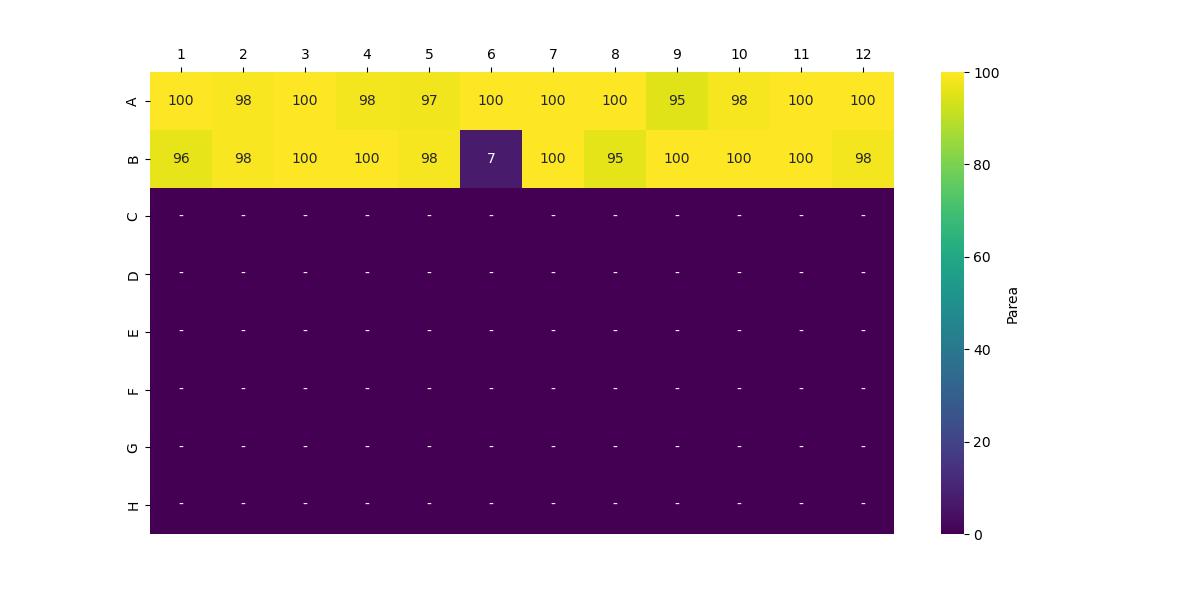 1 2 3 4 5 6 7 8 9 10 11 12
A 100 98 100 98 97 100 100 100 95 98 100 100
B 96 98 100 100 98 7 100 95 100 100 100 98
C - - - - - - - - - - - -
D - - - - - - - - - - - -
E - - - - - - - - - - - -
F - - - - - - - - - - - -
G - - - - - - - - - - - -
H - - - - - - - - - - - -
100
80
60
40
20
0
Parea